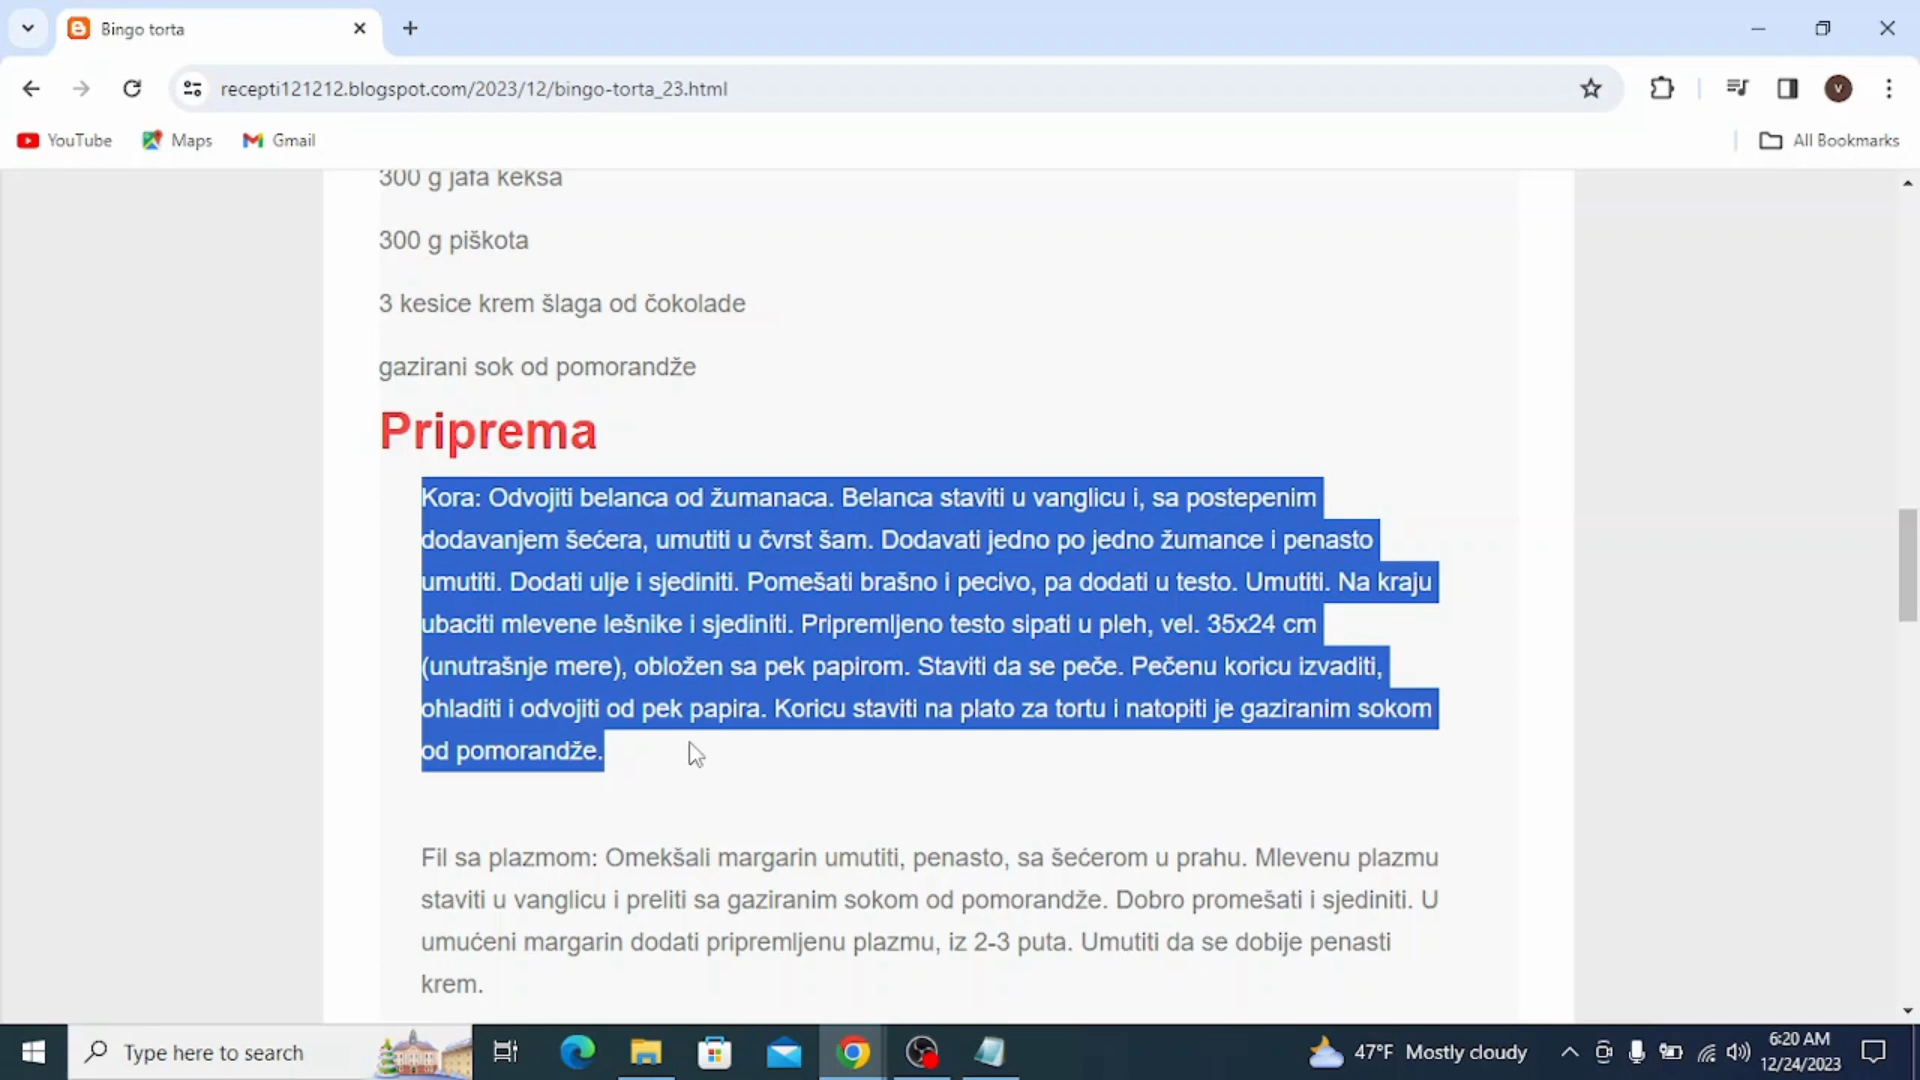 Bingo torta
recepti121212.blogspot.com/2023/12/bingo-torta_23.html
V
YouTube
Maps
Gmail
All Bookmarks
300 g jafa keksa
300 g piškota
3 kesice krem šlaga od čokolade
gazirani sok od pomorandže
Priprema
Kora: Odvojiti belanca od žumanaca. Belanca staviti u vanglicu i, sa postepenim
dodavanjem šećera, umutiti u čvrst šam. Dodavati jedno po jedno žumance i penasto
umutiti. Dodati ulje i sjediniti. Pomešati brašno i pecivo, pa dodati u testo. Umutiti. Na kraju
ubaciti mlevene lešnike i sjediniti. Pripremljeno testo sipati u pleh, vel. 35x24 cm
(unutrašnje mere), obložen sa pek papirom. Staviti da se peče. Pečenu koricu izvaditi,
ohladiti i odvojiti od pek papira. Koricu staviti na plato za tortu i natopiti je gaziranim sokom
od pomorandže.
Fil sa plazmom: Omekšali margarin umutiti, penasto, sa šećerom u prahu. Mlevenu plazmu
staviti u vanglicu i preliti sa gaziranim sokom od pomorandže. Dobro promešati i sjediniti. U
umućeni margarin dodati pripremljenu plazmu, iz 2-3 puta. Umutiti da se dobije penasti
krem.
Type here to search
47°F Mostly cloudy
6:20 AM
12/24/2023